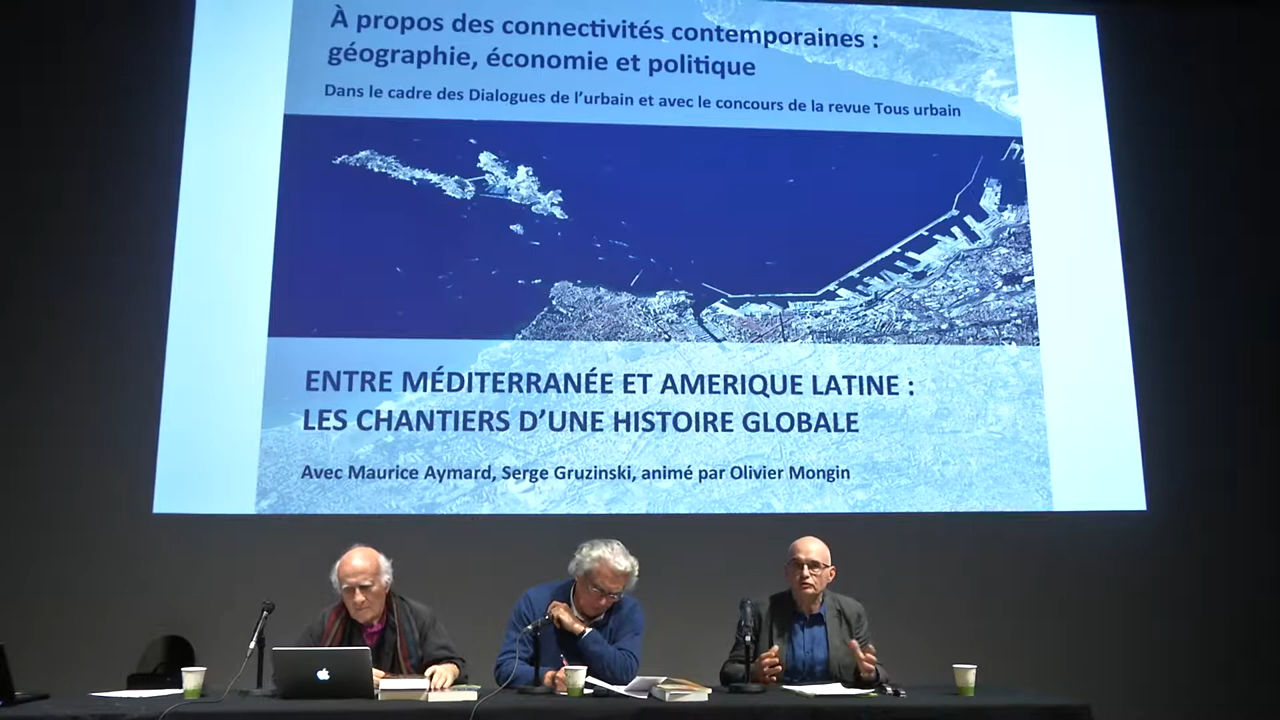 À propos des connectivités contemporaines :
géographie, économie et politique
Dans le cadre des Dialogues de l'urbain et avec le concours de la revue Tous urbain
ENTRE MÉDITERRANÉE ET AMERIQUE LATINE :
LES CHANTIERS D'UNE HISTOIRE GLOBALE
Avec Maurice Aymard, Serge Gruzinski, animé par Olivier Mongin